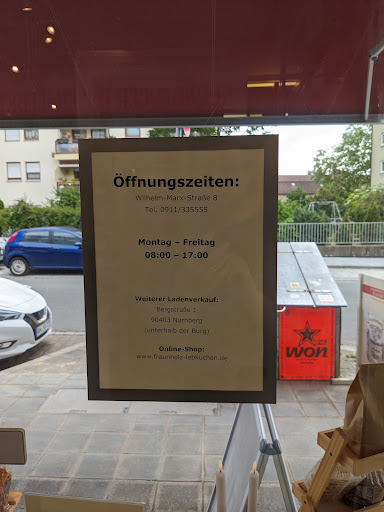 Öffnungszeiten:
Wilhelm-Marx-Straße 8
Tel. 0911/335555
Montag – Freitag
08:00 – 17:00
Weiterer Ladenverkauf:
Bergstraße 1
90403 Nürnberg
(unterhalb der Burg)
Online-Shop:
www.fraunholz-lebkuchen.de
won